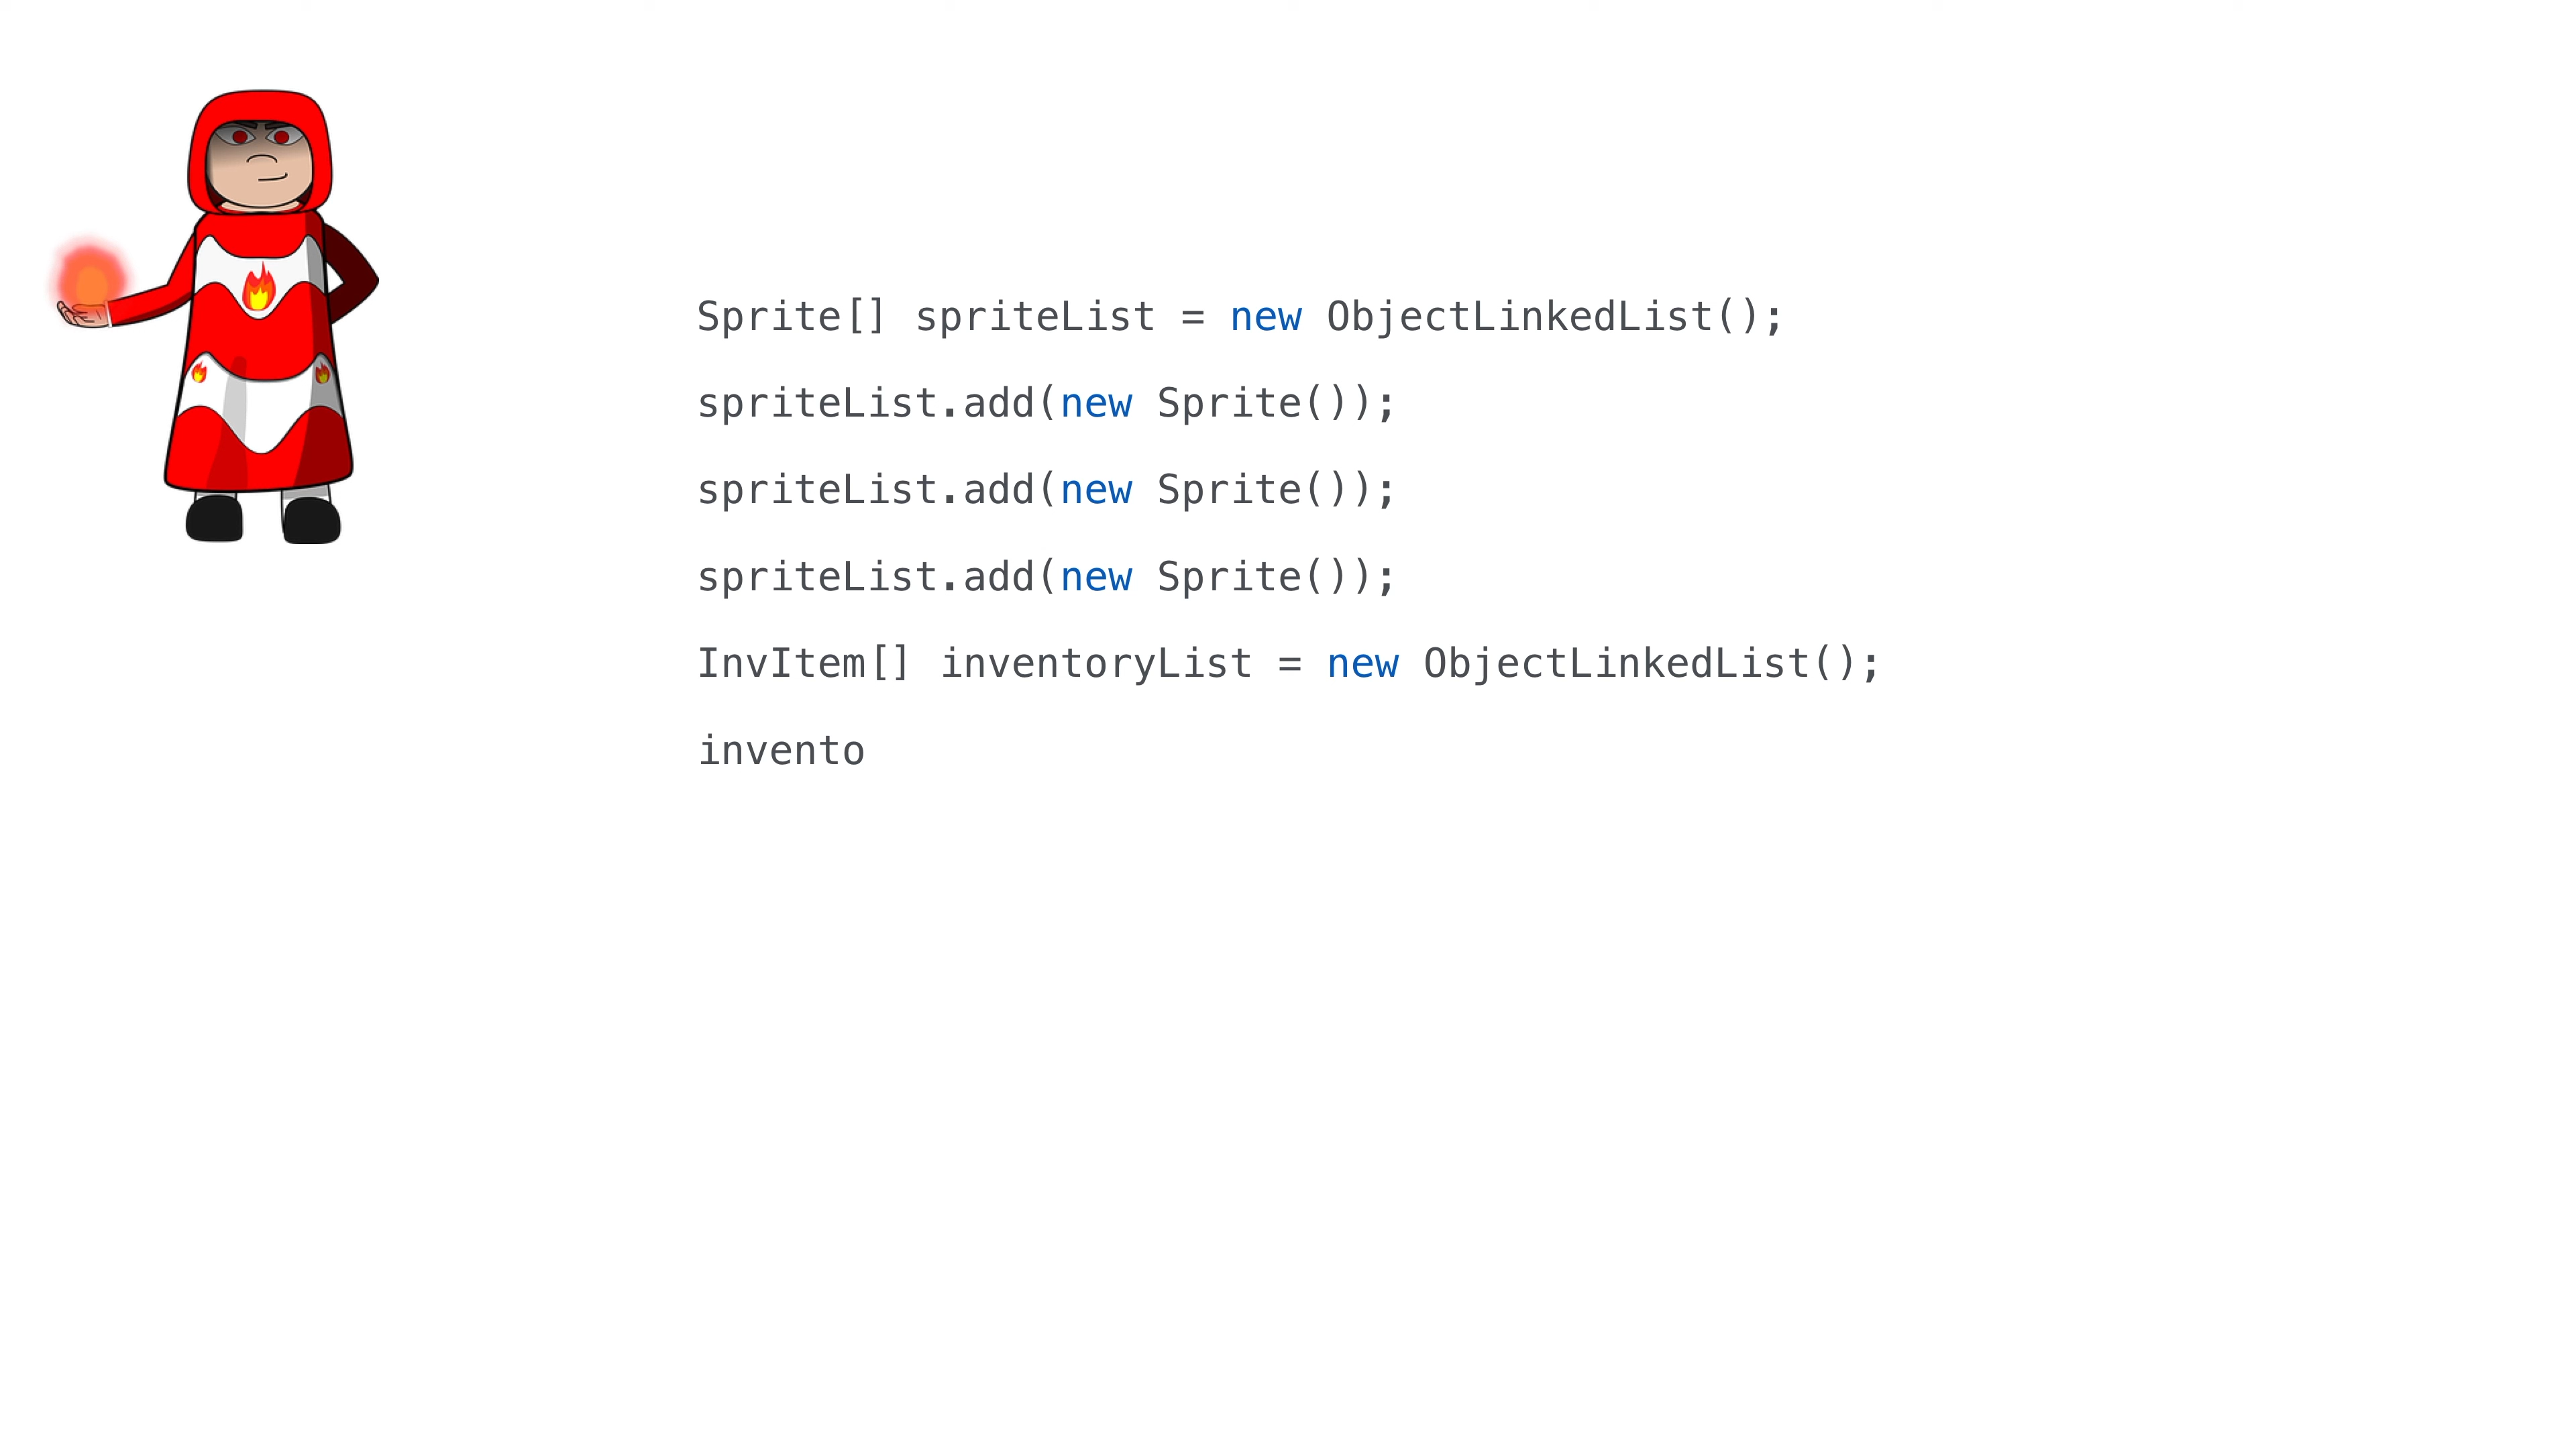 Sprite[] spriteList = new ObjectLinkedList();
spriteList.add(new Sprite());
spriteList.add(new Sprite());
spriteList.add(new Sprite());
InvItem[] inventoryList = new ObjectLinkedList();
invento